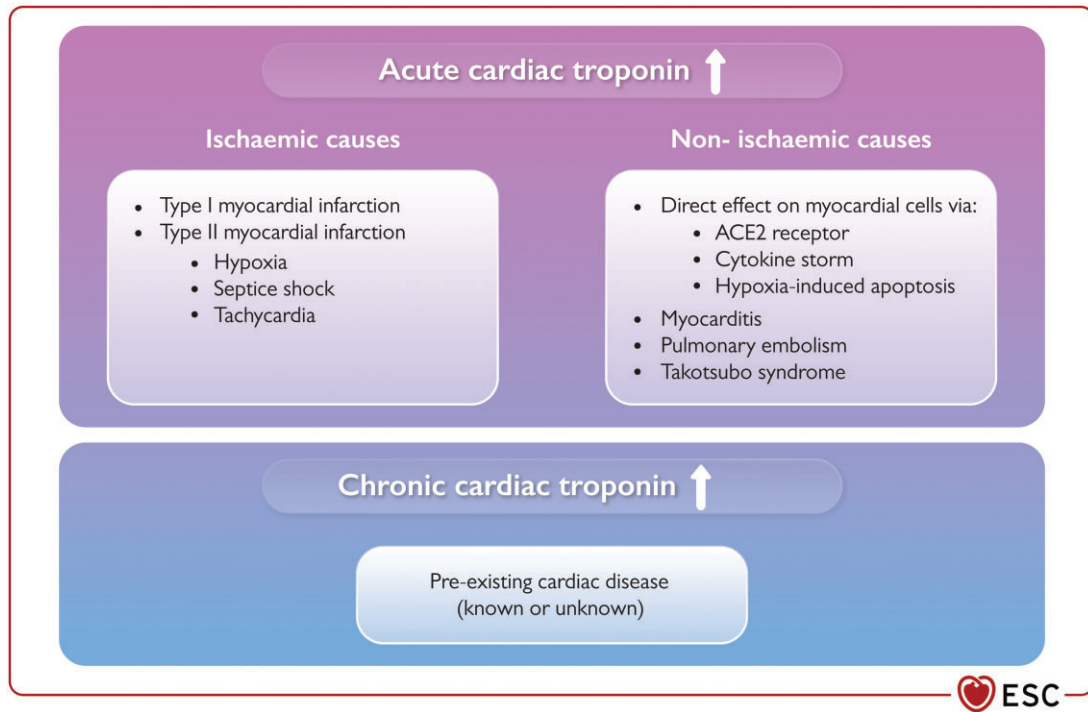 Acute cardiac troponin
Ischaemic causes
• Type I myocardial infarction
• Type II myocardial infarction
• Hypoxia
• Septice shock
• Tachycardia
Non- ischaemic causes
• Direct effect on myocardial cells via:
• ACE2 receptor
• Cytokine storm
• Hypoxia-induced apoptosis
• Myocarditis
• Pulmonary embolism
• Takotsubo syndrome
Chronic cardiac troponin
Pre-existing cardiac disease
(known or unknown)
ESC